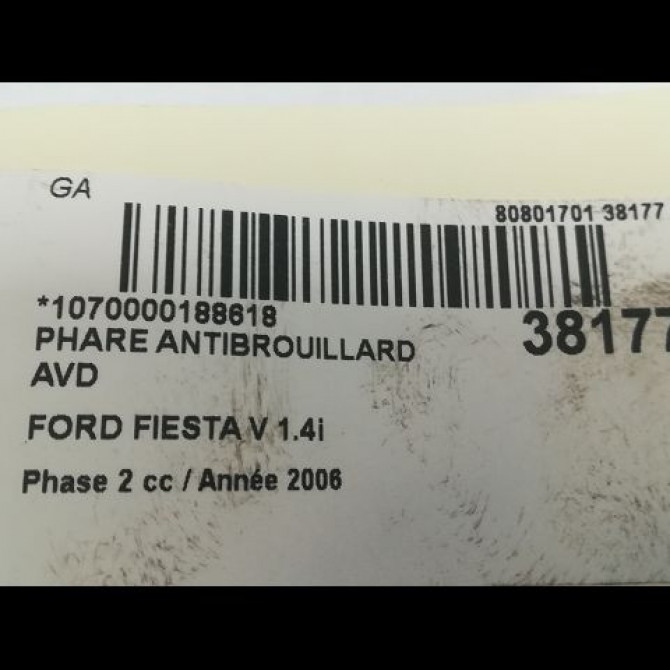 GA
80801701 38177
*1070000188618
38177
PHARE ANTIBROUILLARD
AVD
FORD FIESTA V 1.4i
Phase 2 cc / Année 2006